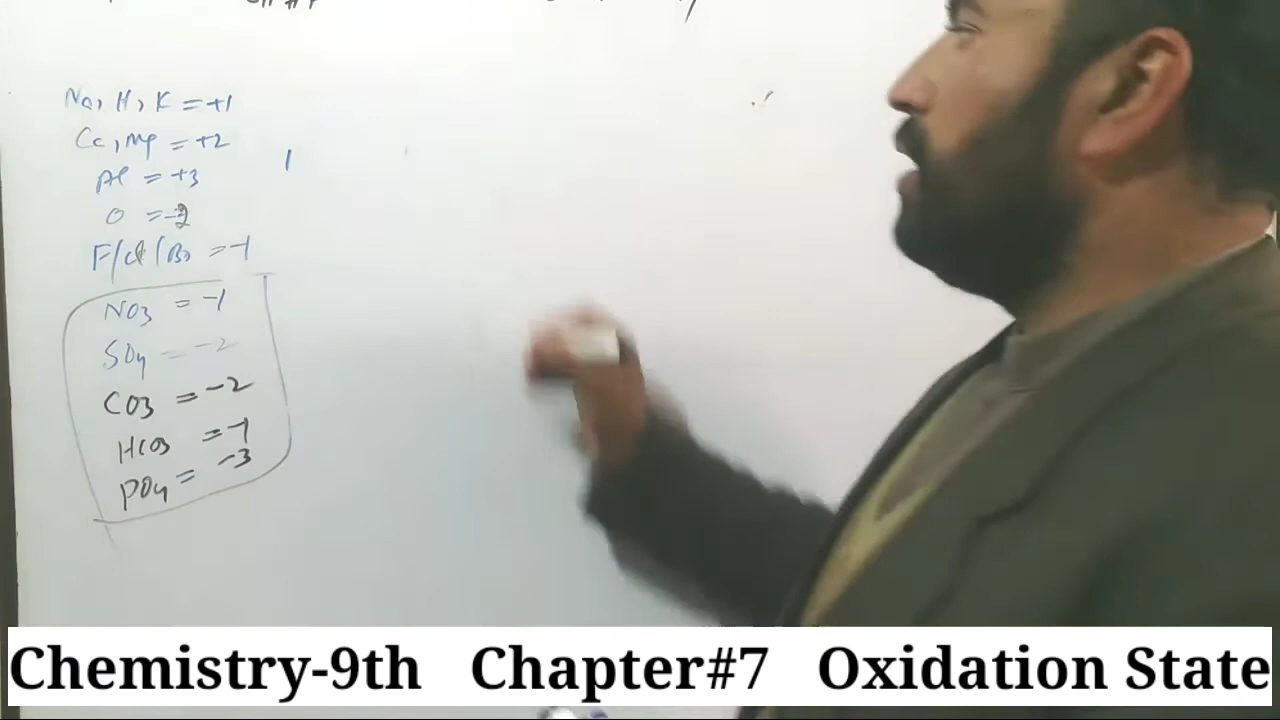 Na, H, K = +1
Ca, Mg = +2
Al = +3
O = -2
F/Cl/Br = -1
NO3 = -1
SO4 = -2
CO3 = -2
HCO3 = -1
PO4 = -3
Chemistry-9th Chapter#7 Oxidation State